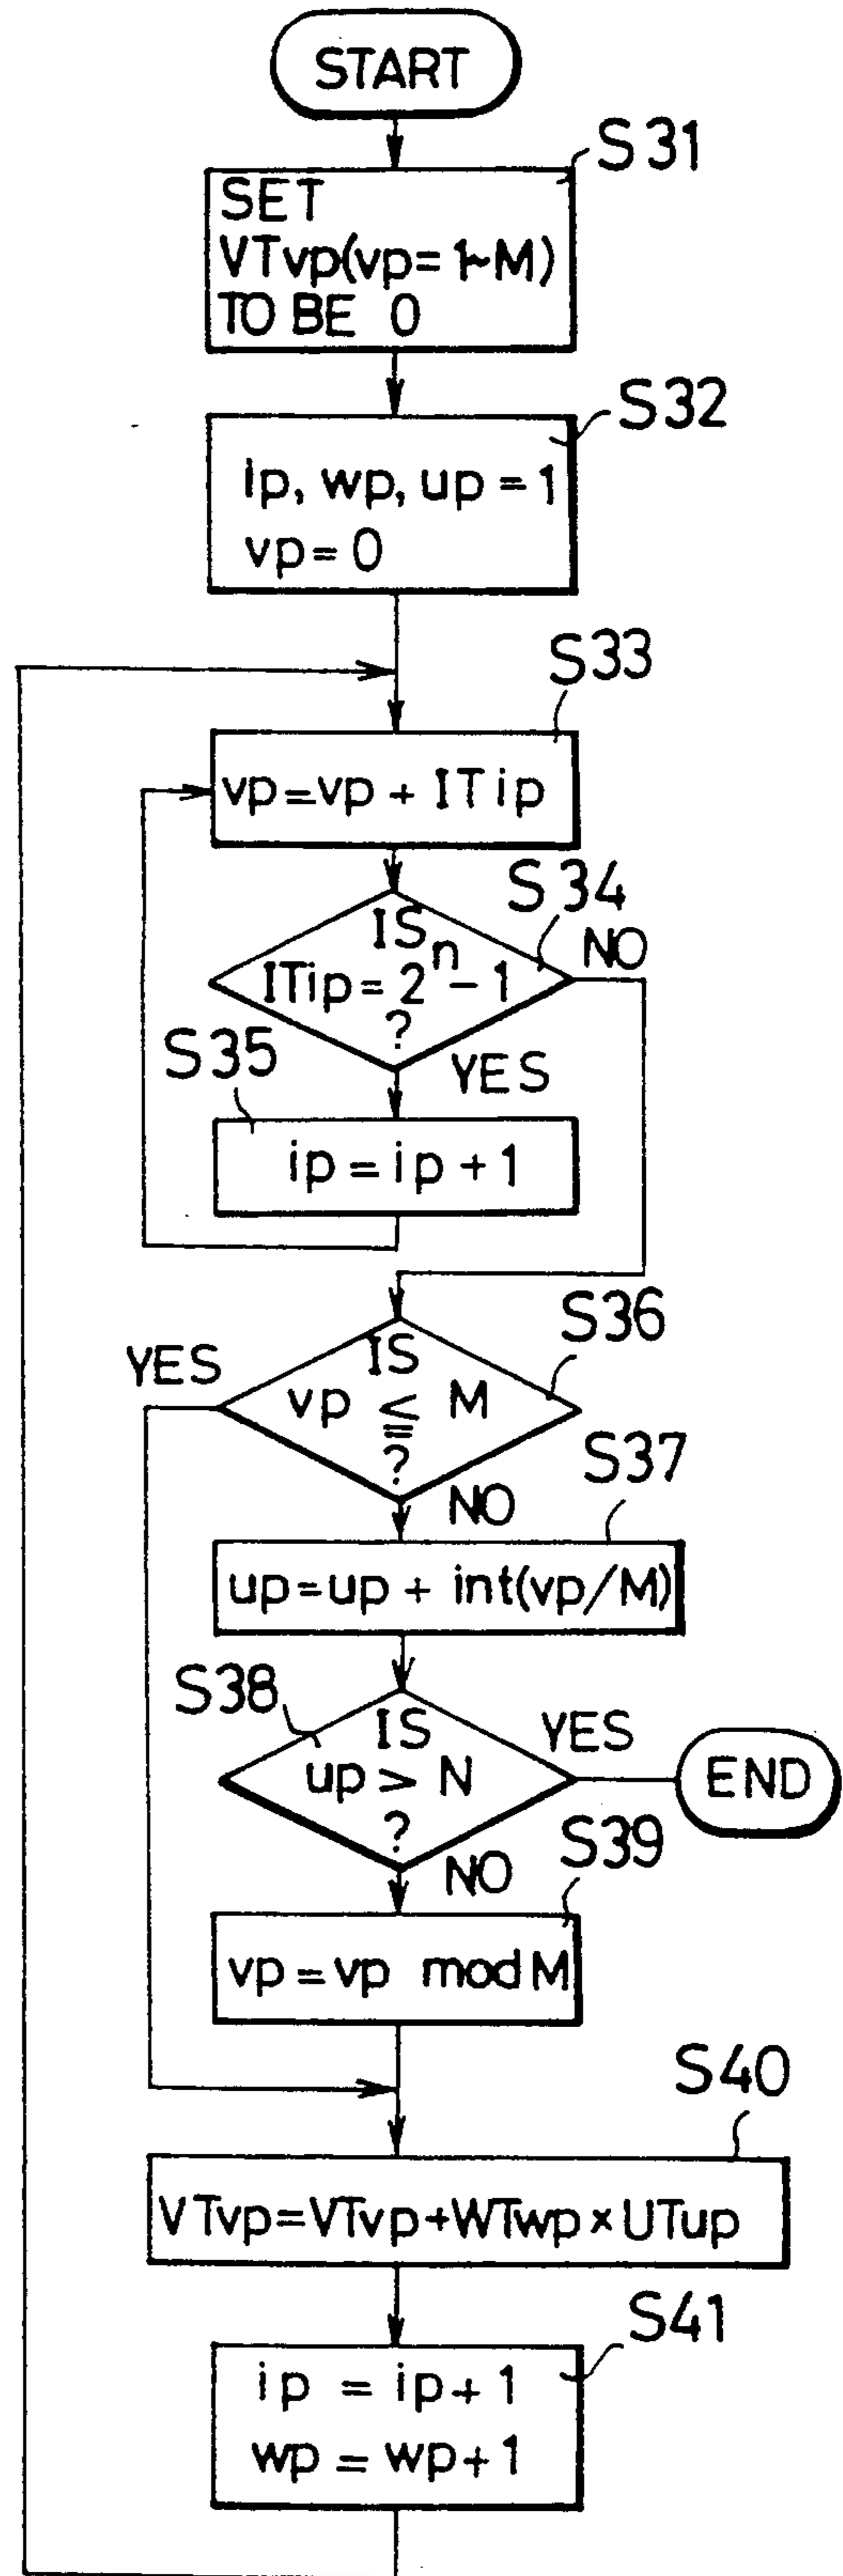 START
S31
SET
VTvp(vp=1~M)
TO BE 0
S32
ip, wp, up = 1
vp = 0
S33
vp = vp + ITip
S34
IS
ITip = 2^n - 1
?
NO
S35
YES
ip = ip + 1
S36
YES
IS
vp ≦ M
?
S37
NO
up = up + int(vp/M)
S38
IS
up > N
?
YES
END
S39
NO
vp = vp mod M
S40
VTvp=VTvp+WTwp×UTup
S41
ip = ip + 1
wp = wp + 1